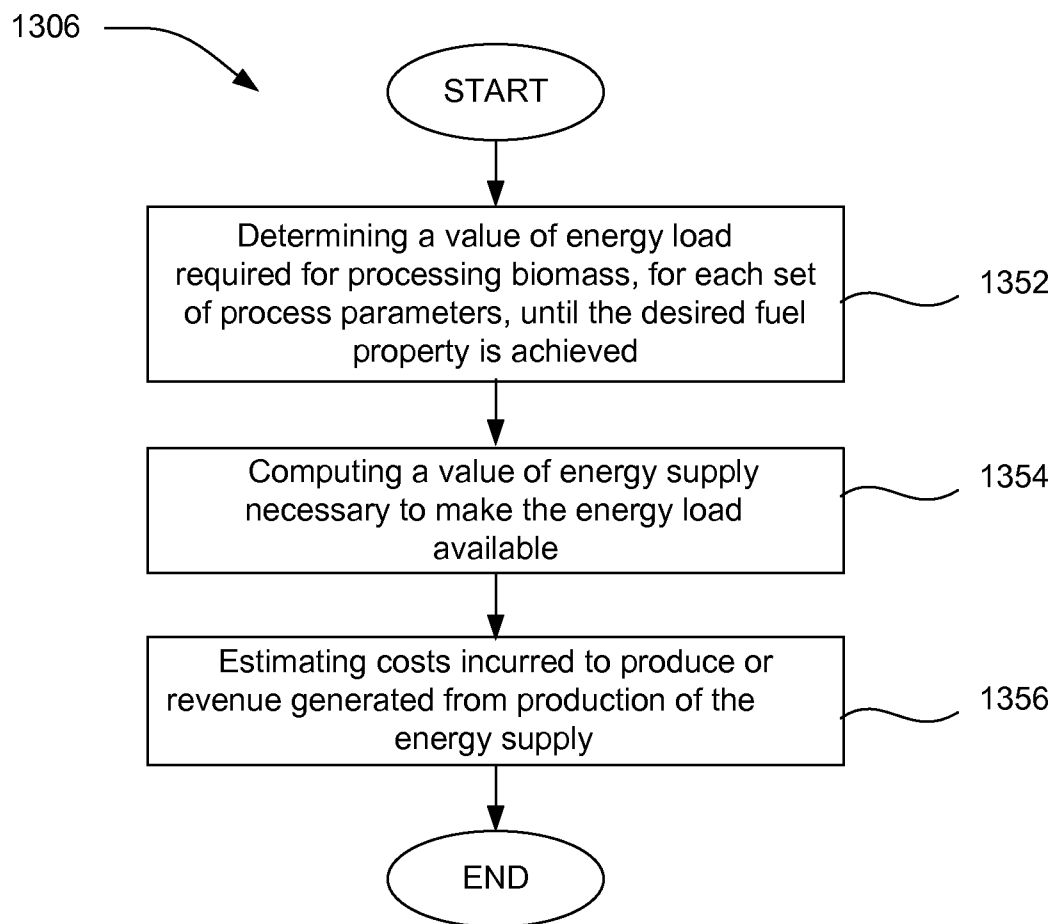 1306
START
Determining a value of energy load
required for processing biomass, for each set
of process parameters, until the desired fuel
property is achieved
1352
Computing a value of energy supply
necessary to make the energy load
available
1354
Estimating costs incurred to produce or
revenue generated from production of the
energy supply
1356
END